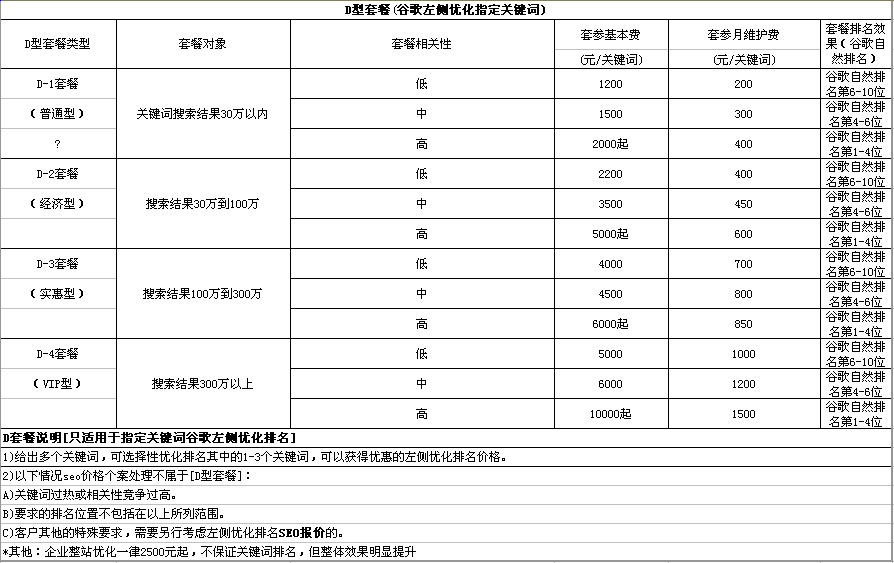 D型套餐(谷歌左侧优化指定关键词)
D型套餐类型 套餐对象 套餐相关性 套参基本费 套参月维护费 套餐排名效果（谷歌自然排名）
(元/关键词) (元/关键词)
D-1套餐 低 1200 200 谷歌自然排名第6-10位
（普通型） 关键词搜索结果30万以内 中 1500 300 谷歌自然排名第4-6位
? 高 2000起 400 谷歌自然排名第1-4位
D-2套餐 低 2200 400 谷歌自然排名第6-10位
（经济型） 搜索结果30万到100万 中 3500 450 谷歌自然排名第4-6位
高 5000起 600 谷歌自然排名第1-4位
D-3套餐 低 4000 700 谷歌自然排名第6-10位
（实惠型） 搜索结果100万到300万 中 4500 800 谷歌自然排名第4-6位
高 6000起 850 谷歌自然排名第1-4位
D-4套餐 低 5000 1000 谷歌自然排名第6-10位
（VIP型） 搜索结果300万以上 中 6000 1200 谷歌自然排名第4-6位
高 10000起 1500 谷歌自然排名第1-4位
D套餐说明[只适用于指定关键词谷歌左侧优化排名]
1)给出多个关键词，可选择性优化排名其中的1-3个关键词，可以获得优惠的左侧优化排名价格。
2)以下情况seo价格个案处理不属于[D型套餐]：
A)关键词过热或相关性竞争过高。
B)要求的排名位置不包括在以上所列范围。
C)客户其他的特殊要求，需要另行考虑左侧优化排名SEO报价的。
*其他：企业整站优化一律2500元起，不保证关键词排名，但整体效果明显提升